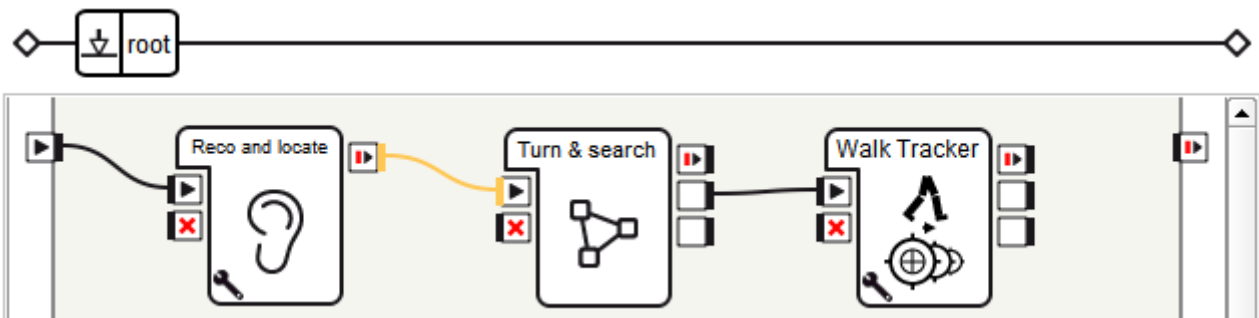 root
Reco and locate
Turn & search
Walk Tracker